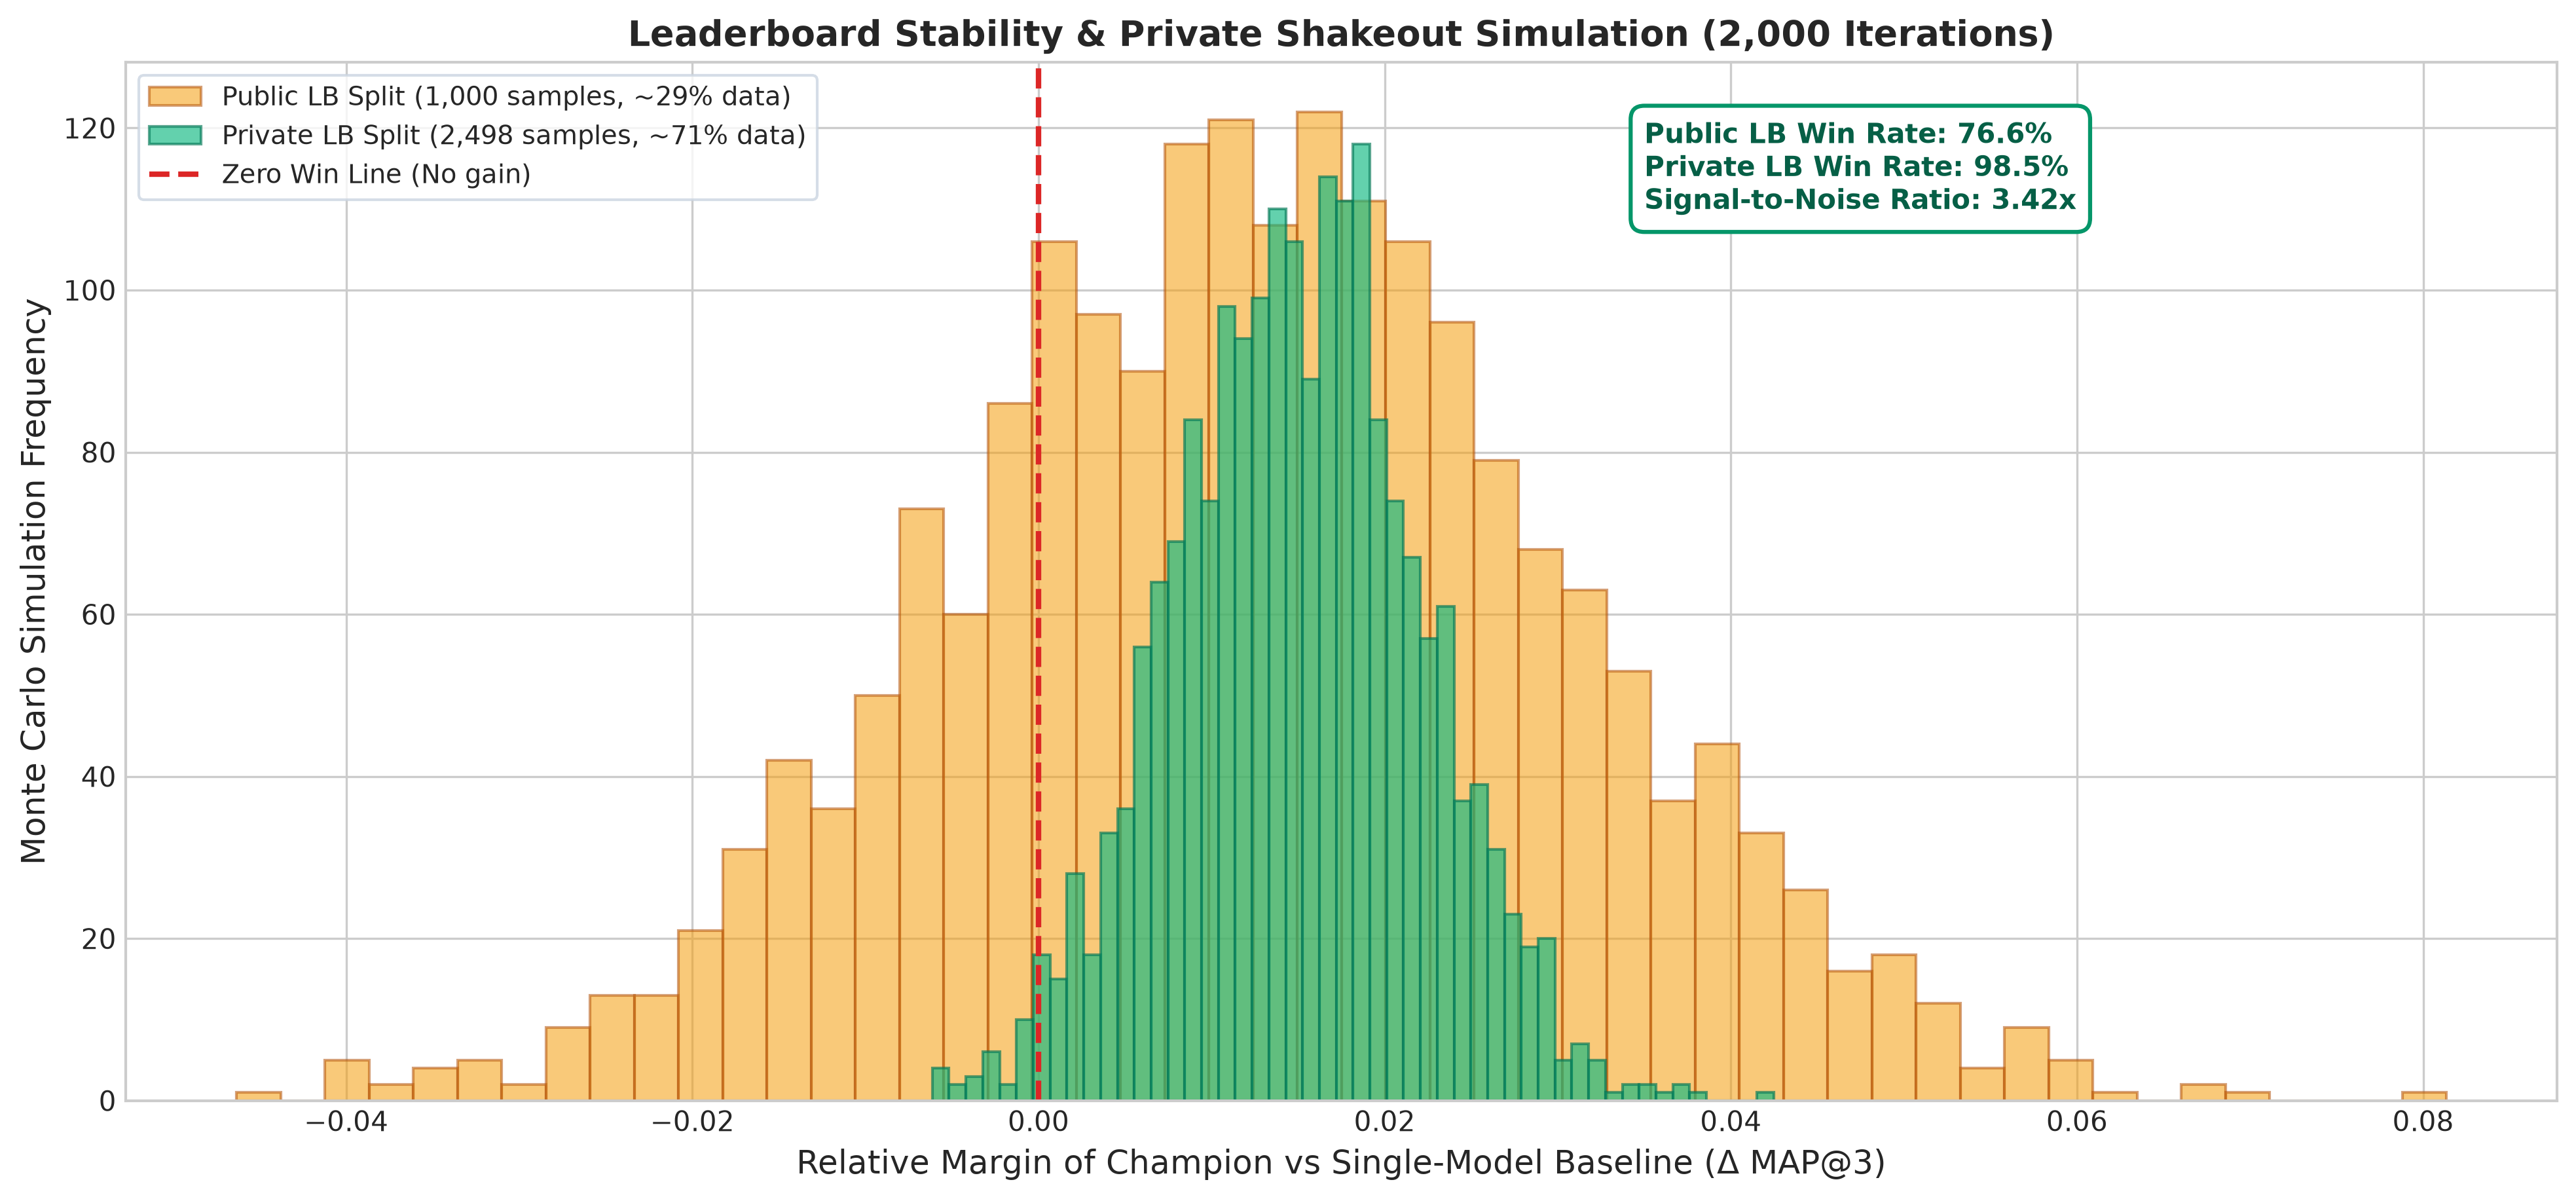 Leaderboard Stability & Private Shakeout Simulation (2,000 Iterations)
Public LB Split (1,000 samples, ~29% data)
Private LB Split (2,498 samples, ~71% data)
Zero Win Line (No gain)
Public LB Win Rate: 76.6%
Private LB Win Rate: 98.5%
Signal-to-Noise Ratio: 3.42x
Monte Carlo Simulation Frequency
120
100
80
60
40
20
0
−0.04 −0.02 0.00 0.02 0.04 0.06 0.08
Relative Margin of Champion vs Single-Model Baseline (Δ MAP@3)